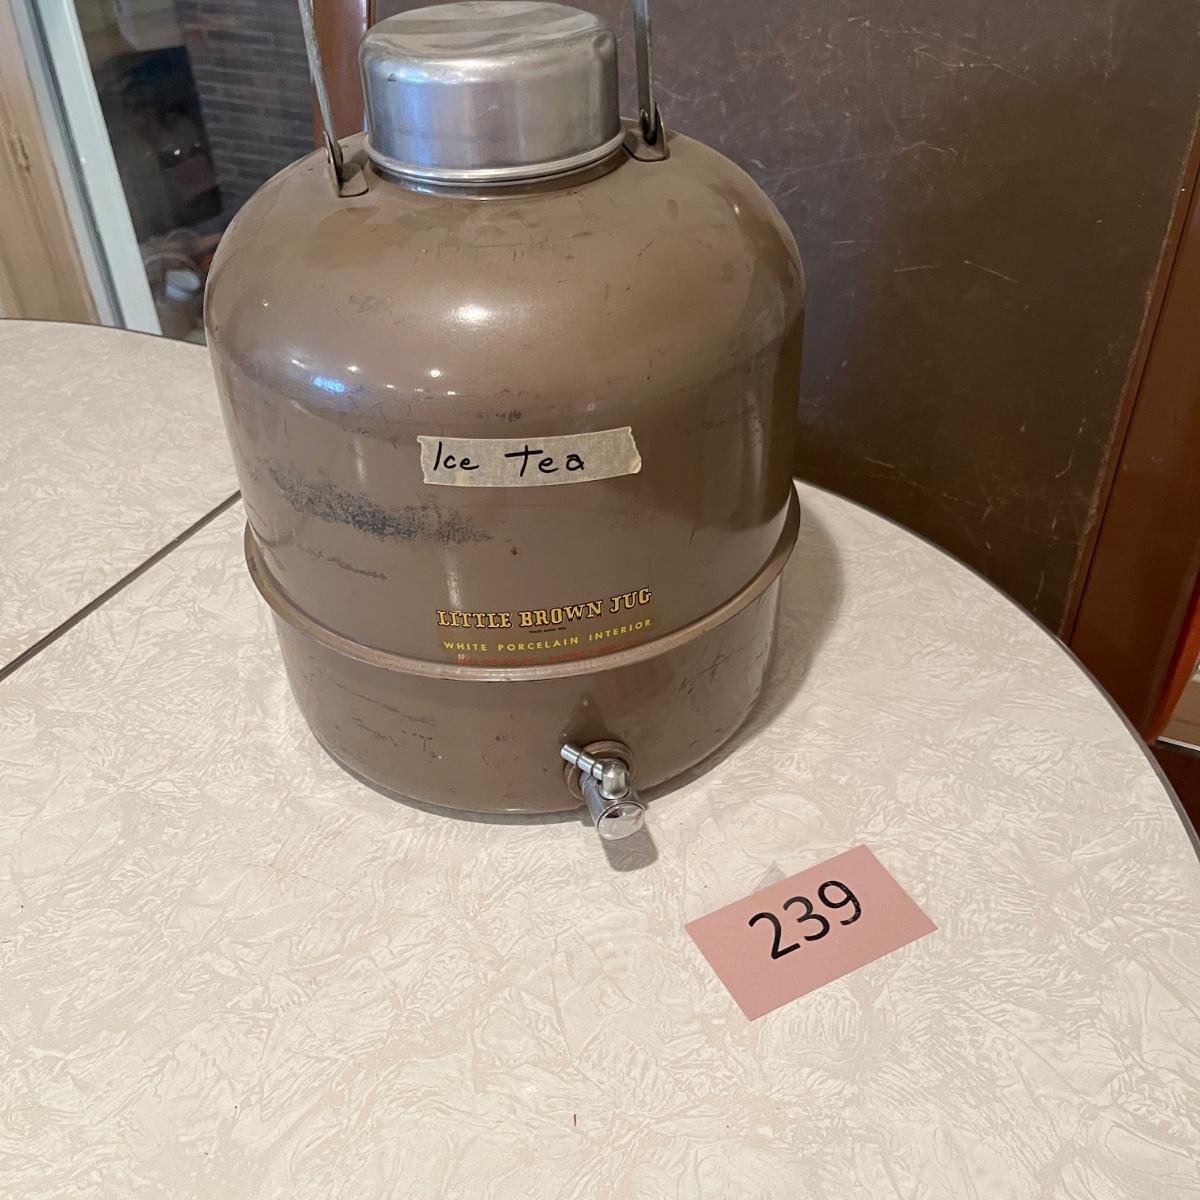 Ice Tea
LITTLE BROWN JUG
WHITE PORCELAIN INTERIOR
239